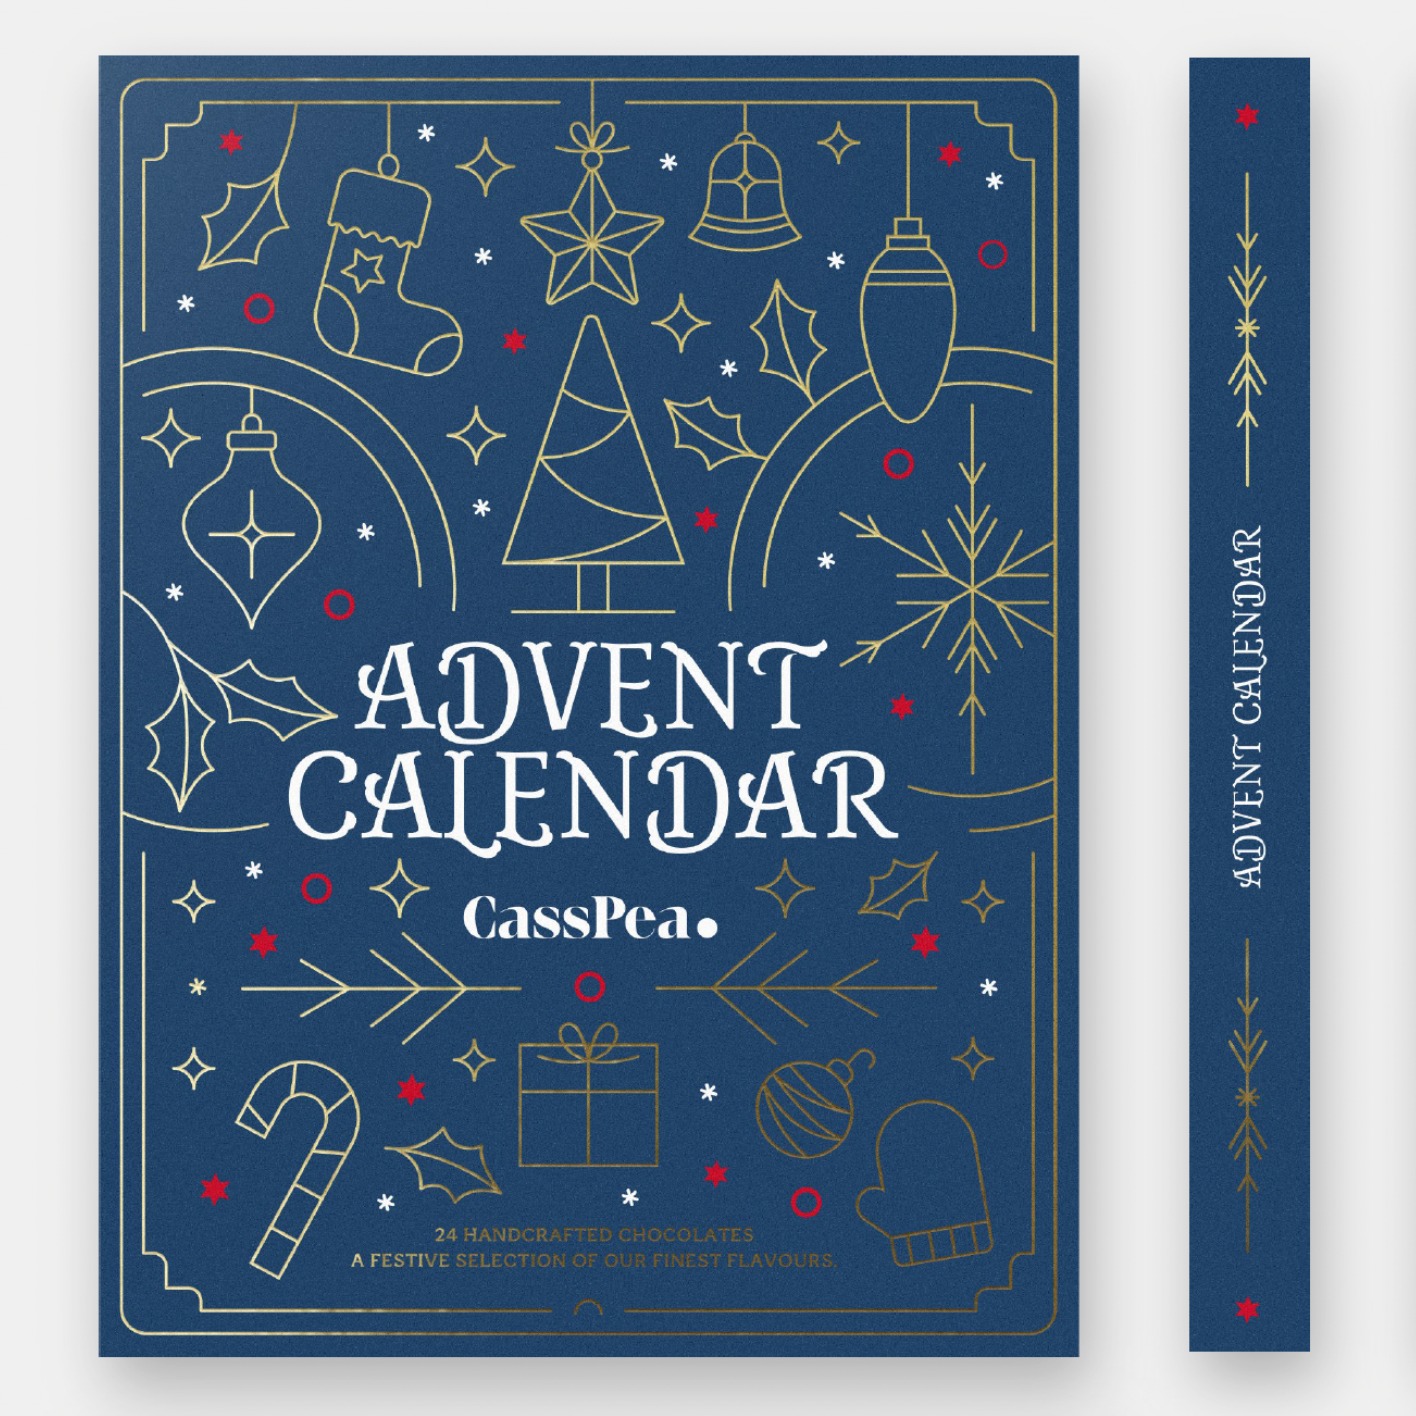 ADVENT
CALENDAR
CassPea.
24 HANDCRAFTED CHOCOLATES
A FESTIVE SELECTION OF OUR FINEST FLAVOURS.
ADVENT CALENDAR